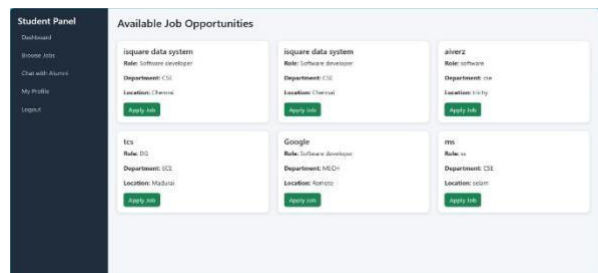 Student Panel
Dashboard
Browse Jobs
Chat with Alumni
My Profile
Logout
Available Job Opportunities
isquare data system
Role: Software developer
Department: CSE
Location: Chennai
Apply Job
isquare data system
Role: Software developer
Department: CSE
Location: Chennai
Apply Job
aiverz
Role: software
Department: cse
Location: trichy
Apply Job
tcs
Role:
Department: ECE
Location: Madurai
Apply Job
Google
Role: Software developer
Department: MECH
Location: Remote
Apply Job
ms
Role:
Department: CSE
Location: selam
Apply Job